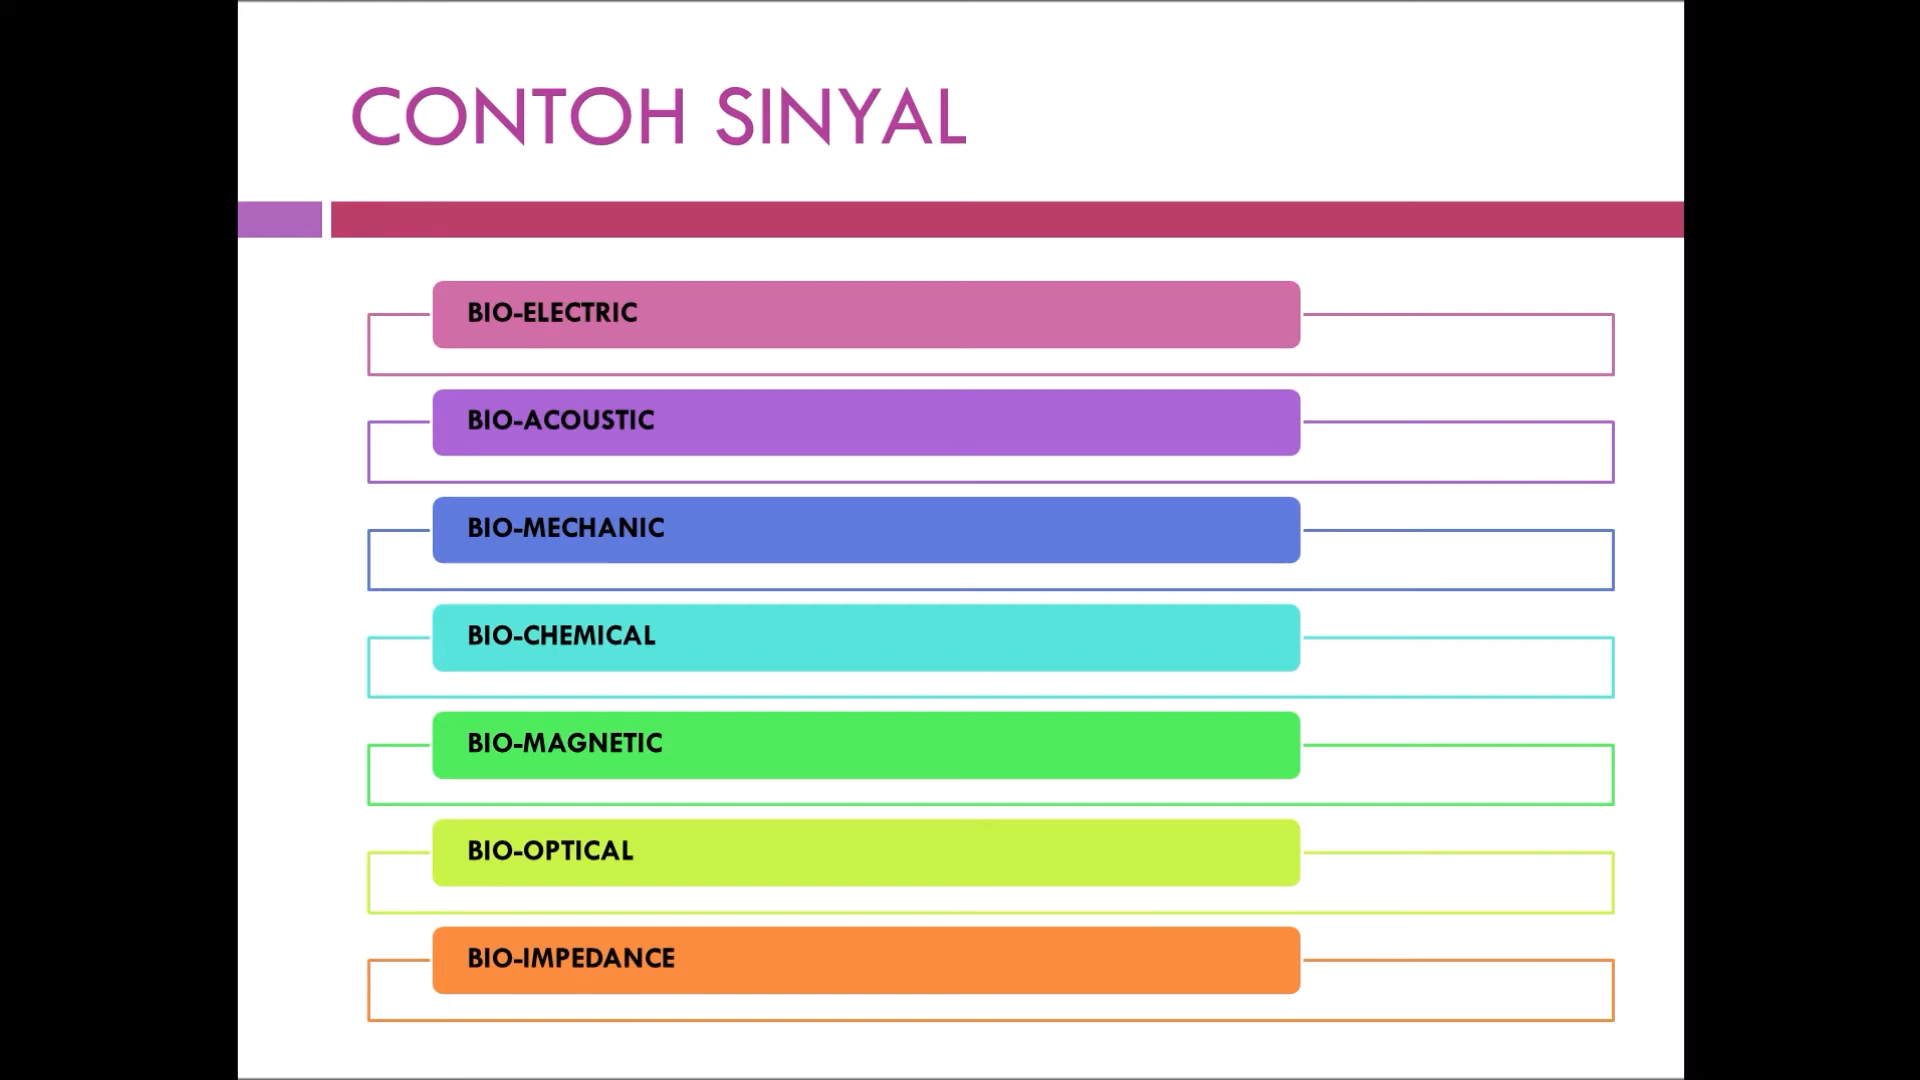 CONTOH SINYAL
BIO-ELECTRIC
BIO-ACOUSTIC
BIO-MECHANIC
BIO-CHEMICAL
BIO-MAGNETIC
BIO-OPTICAL
BIO-IMPEDANCE